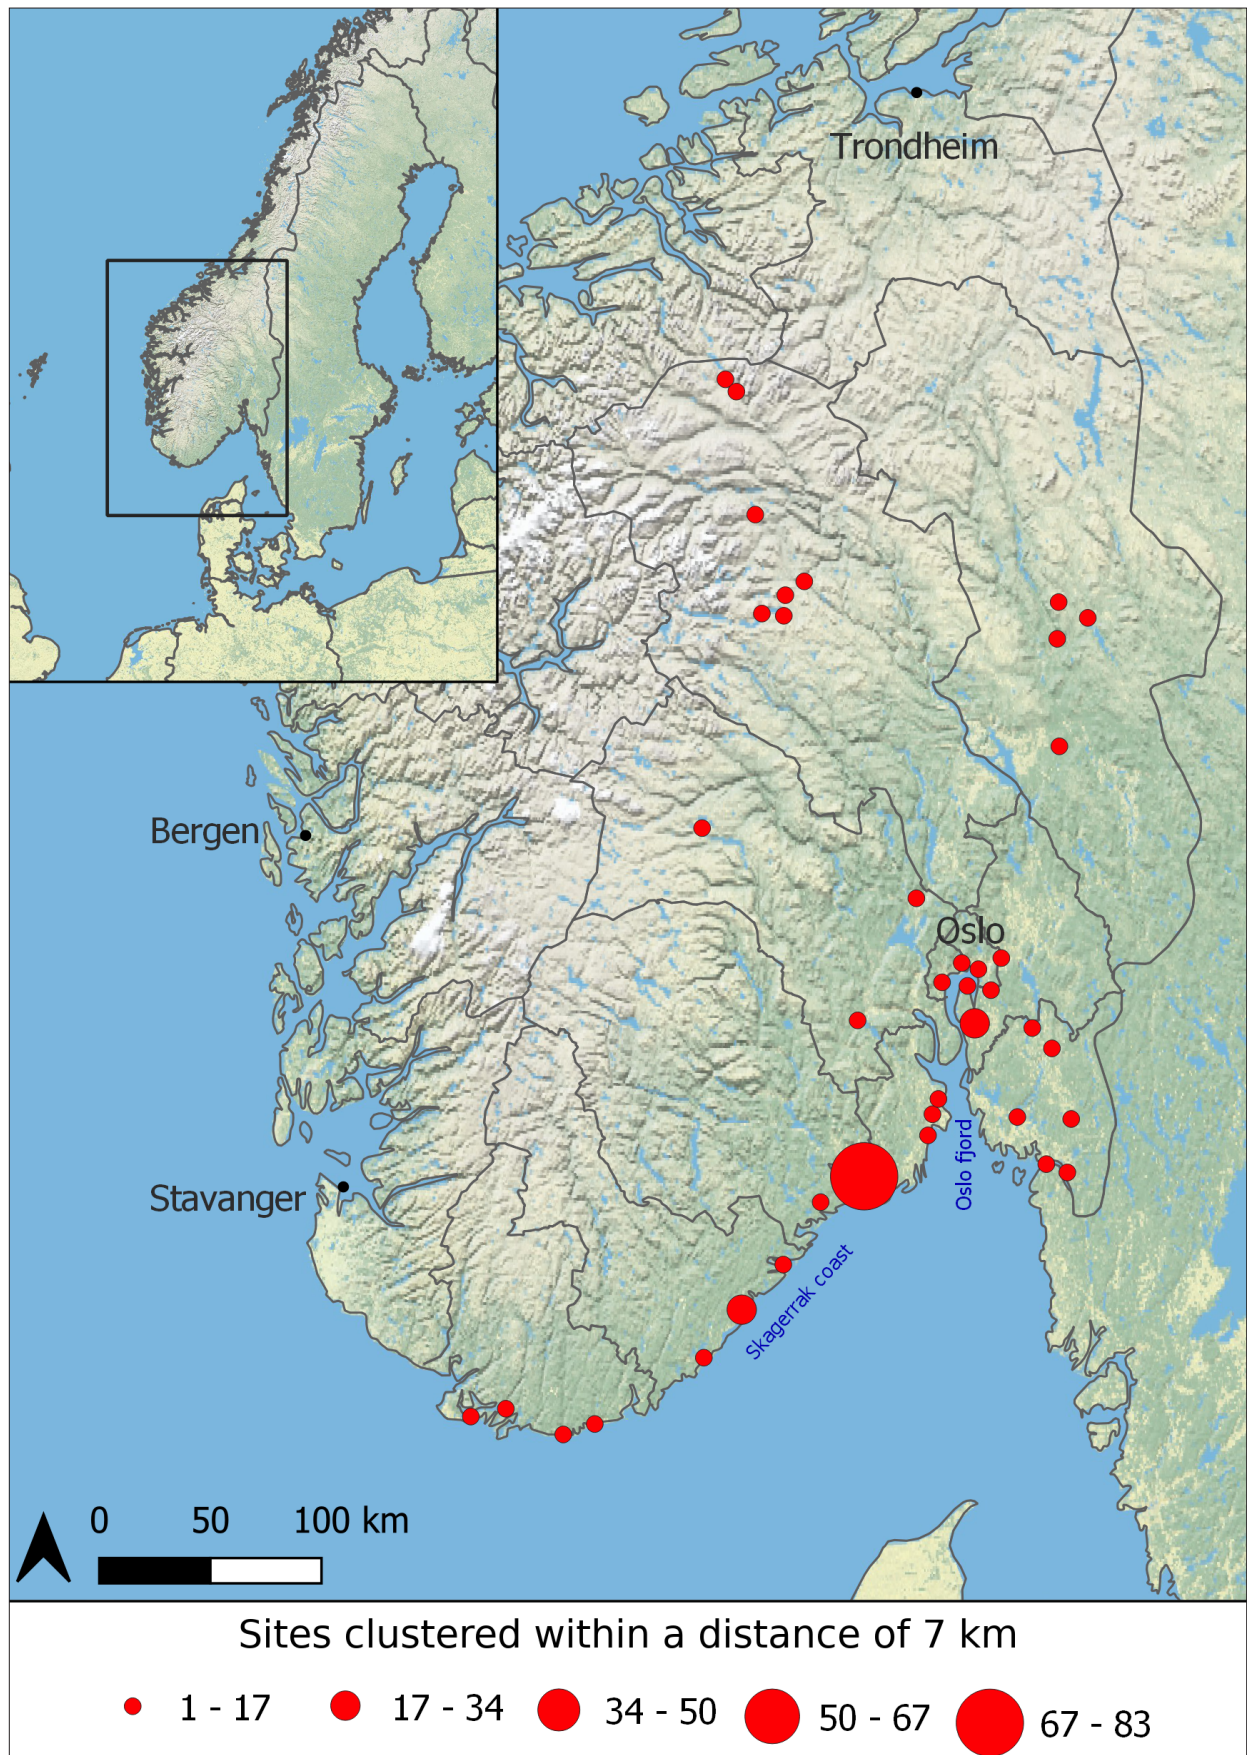 Trondheim
Bergen
Oslo
Oslo fjord
Stavanger
Skagerrak coast
0 50 100 km
Sites clustered within a distance of 7 km
1 - 17 17 - 34 34 - 50 50 - 67 67 - 83